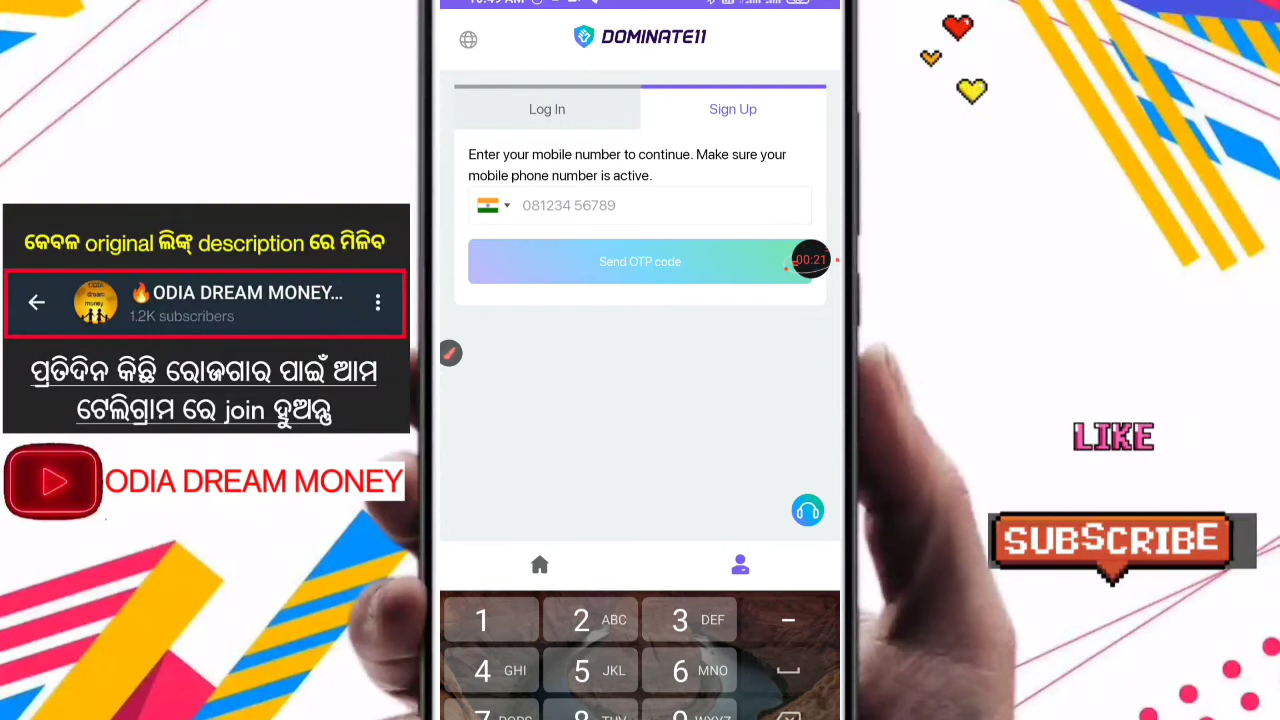 DOMINATE11
Log In
Sign Up
Enter your mobile number to continue. Make sure your
mobile phone number is active.
081234 56789
Send OTP code
00:21
କେବଳ original ଲିଙ୍କ୍ description ରେ ମିଳିବ
🔥ODIA DREAM MONEY...
1.2K subscribers
ପ୍ରତିଦିନ କିଛି ରୋଜଗାର ପାଇଁ ଆମ
ଟେଲିଗ୍ରାମ ରେ join ହୁଅନ୍ତୁ
ODIA DREAM MONEY
LIKE
SUBSCRIBE
1
2 ABC
3 DEF
4 GHI
5 JKL
6 MNO